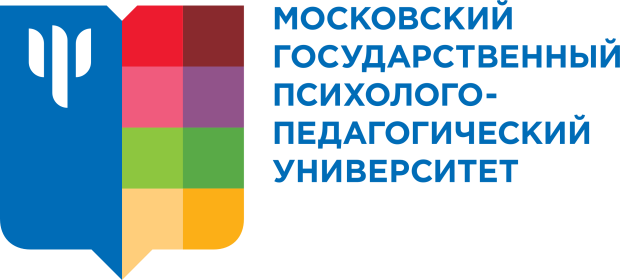 МОСКОВСКИЙ
ГОСУДАРСТВЕННЫЙ
ПСИХОЛОГО-
ПЕДАГОГИЧЕСКИЙ
УНИВЕРСИТЕТ